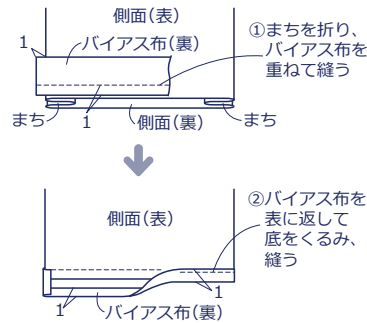 側面(表)
1
バイアス布(裏)
①まちを折り、
バイアス布を
重ねて縫う
まち
1
側面(裏)
まち
側面(表)
②バイアス布を
表に返して
底をくるみ、
縫う
1
バイアス布(裏)
1